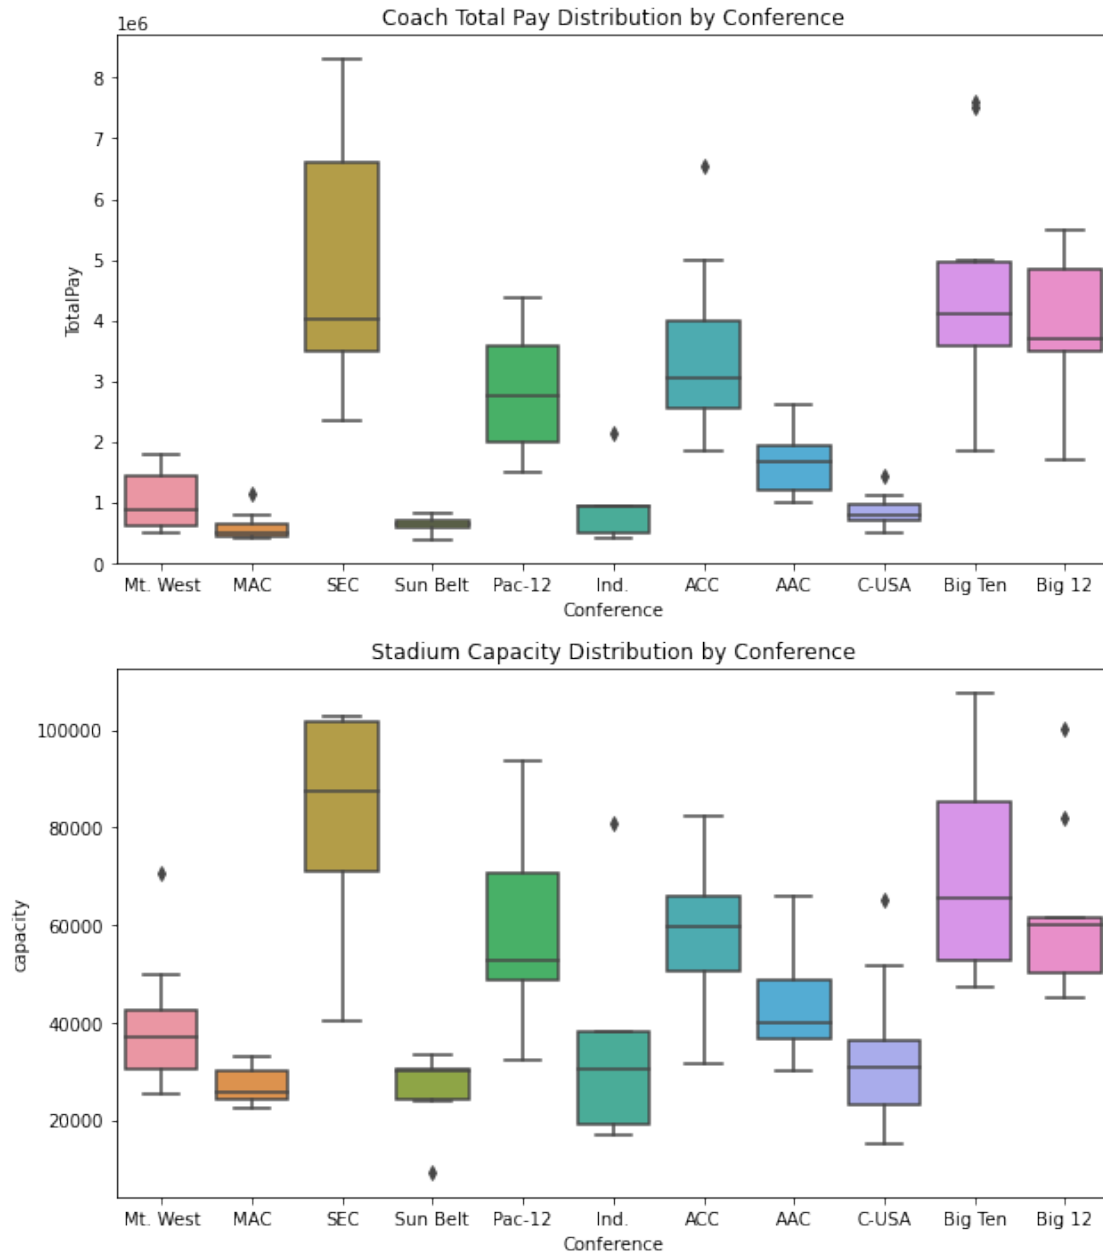 Coach Total Pay Distribution by Conference
1e6
8
7
6
5
4
3
2
1
0
TotalPay
Mt. West MAC SEC Sun Belt Pac-12 Ind. ACC AAC C-USA Big Ten Big 12
Conference
Stadium Capacity Distribution by Conference
100000
80000
60000
40000
20000
capacity
Mt. West MAC SEC Sun Belt Pac-12 Ind. ACC AAC C-USA Big Ten Big 12
Conference